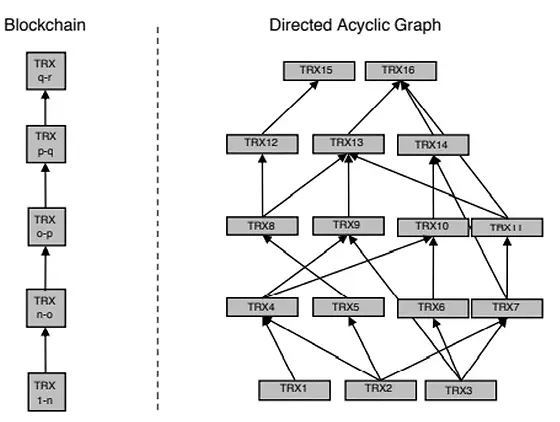 Blockchain
Directed Acyclic Graph
TRX
q-r
TRX
p-q
TRX
o-p
TRX
n-o
TRX
1-n
TRX15
TRX16
TRX12
TRX13
TRX14
TRX8
TRX9
TRX10
TRX11
TRX4
TRX5
TRX6
TRX7
TRX1
TRX2
TRX3